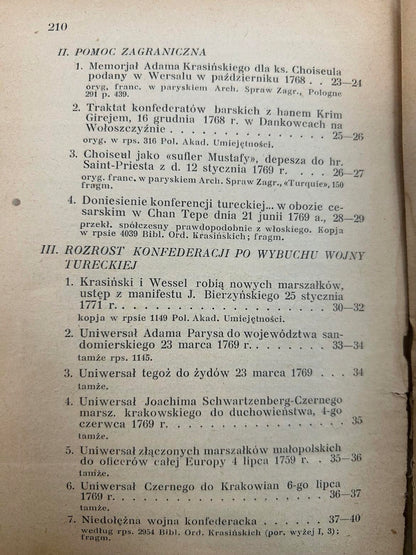 210
II. POMOC ZAGRANICZNA
1. Memorjał Adama Krasińskiego dla ks. Choiseula
podany w Wersalu w październiku 1768 . . 23—24
oryg. franc. w paryskiem Arch. Spraw Zagr., Pologne
291 p. 439.
2. Traktat konfederatów barskich z hanem Krim
Girejem, 16 grudnia 1768 r. w Dankowcach na
Wołoszczyźnie . . . . . . . . . . . . . 25—26
oryg. w rps. 316 Pol. Akad. Umiejętności.
3. Choiseul jako «sufler Mustafy», depesza do hr.
Saint-Priesta z d. 12 stycznia 1769 r. . . . 26—27
oryg. franc. w paryskiem Arch. Spraw Zagr., «Turquie», 150
fragm.
4. Doniesienie konferencji tureckiej... w obozie ce-
sarskim w Chan Tepe dnia 21 juni 1769 a., 28—29
przekł. spółczesny prawdopodobnie z włoskiego. Kopja
w rpsie 4039 Bibl. Ord. Krasińskich; fragm.
III. ROZROST KONFEDERACJI PO WYBUCHU WOJNY
TURECKIEJ
1. Krasiński i Wessel robią nowych marszałków,
ustęp z manifestu J. Bierzyńskiego 25 stycznia
1771 r. . . . . . . . . . . . . . . . . 30—32
kopja w rpsie 1149 Pol. Akad. Umiejętności.
2. Uniwersał Adama Parysa do województwa san-
domierskiego 23 marca 1769 r. . . . . . . 33—34
tamże rps. 1145.
3. Uniwersał tegoż do żydów 23 marca 1769 . . . 34
tamże.
4. Uniwersał Joachima Schwartzenberg-Czernego
marsz. krakowskiego do duchowieństwa, 4-go
czerwca 1769 r. . . . . . . . . . . . . . 35
tamże.
5. Uniwersał złączonych marszałków małopolskich
do oficerów całej Europy 4 lipca 1759 r. . . 35—36
tamże.
6. Uniwersał Czernego do Krakowian 6-go lipca
1769 r. . . . . . . . . . . . . . . . . 36—37
tamże.
7. Niedołężna wojna konfederacka . . . . . . 37—40
według rps. 2954 Bibl. Ord. Krasińskich (por. wyżej I, 3);
fragm.